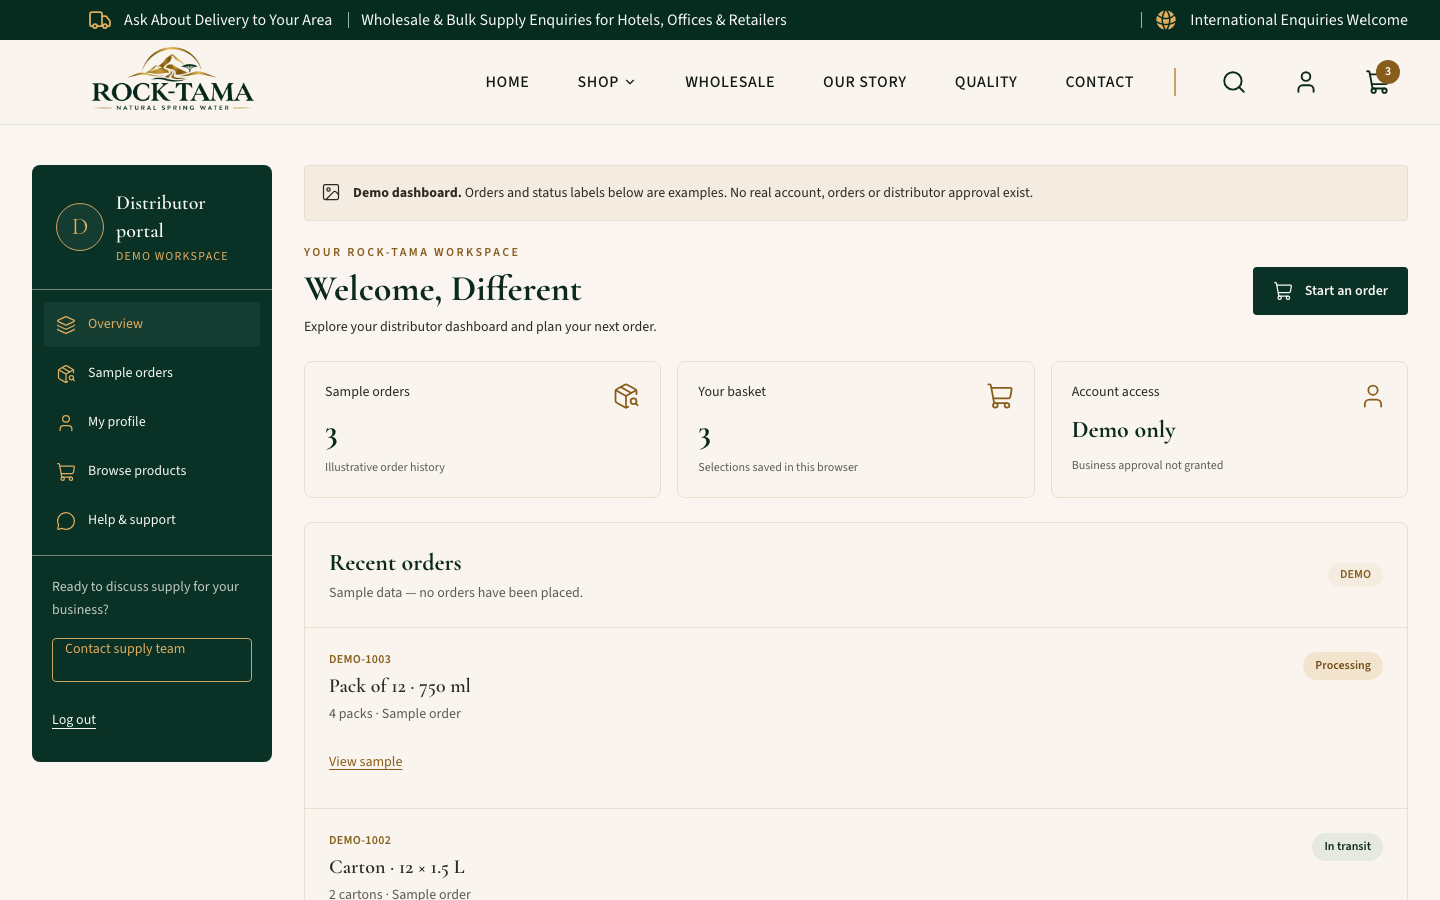 Ask About Delivery to Your Area
Wholesale & Bulk Supply Enquiries for Hotels, Offices & Retailers
International Enquiries Welcome
ROCK-TAMA
NATURAL SPRING WATER
HOME
SHOP
WHOLESALE
OUR STORY
QUALITY
CONTACT
3
D
Distributor
portal
DEMO WORKSPACE
Overview
Sample orders
My profile
Browse products
Help & support
Ready to discuss supply for your
business?
Contact supply team
Log out
Demo dashboard. Orders and status labels below are examples. No real account, orders or distributor approval exist.
YOUR ROCK-TAMA WORKSPACE
Welcome, Different
Explore your distributor dashboard and plan your next order.
Start an order
Sample orders
3
Illustrative order history
Your basket
3
Selections saved in this browser
Account access
Demo only
Business approval not granted
Recent orders
Sample data — no orders have been placed.
DEMO
DEMO-1003
Pack of 12 · 750 ml
4 packs · Sample order
Processing
View sample
DEMO-1002
Carton · 12 × 1.5 L
2 cartons · Sample order
In transit